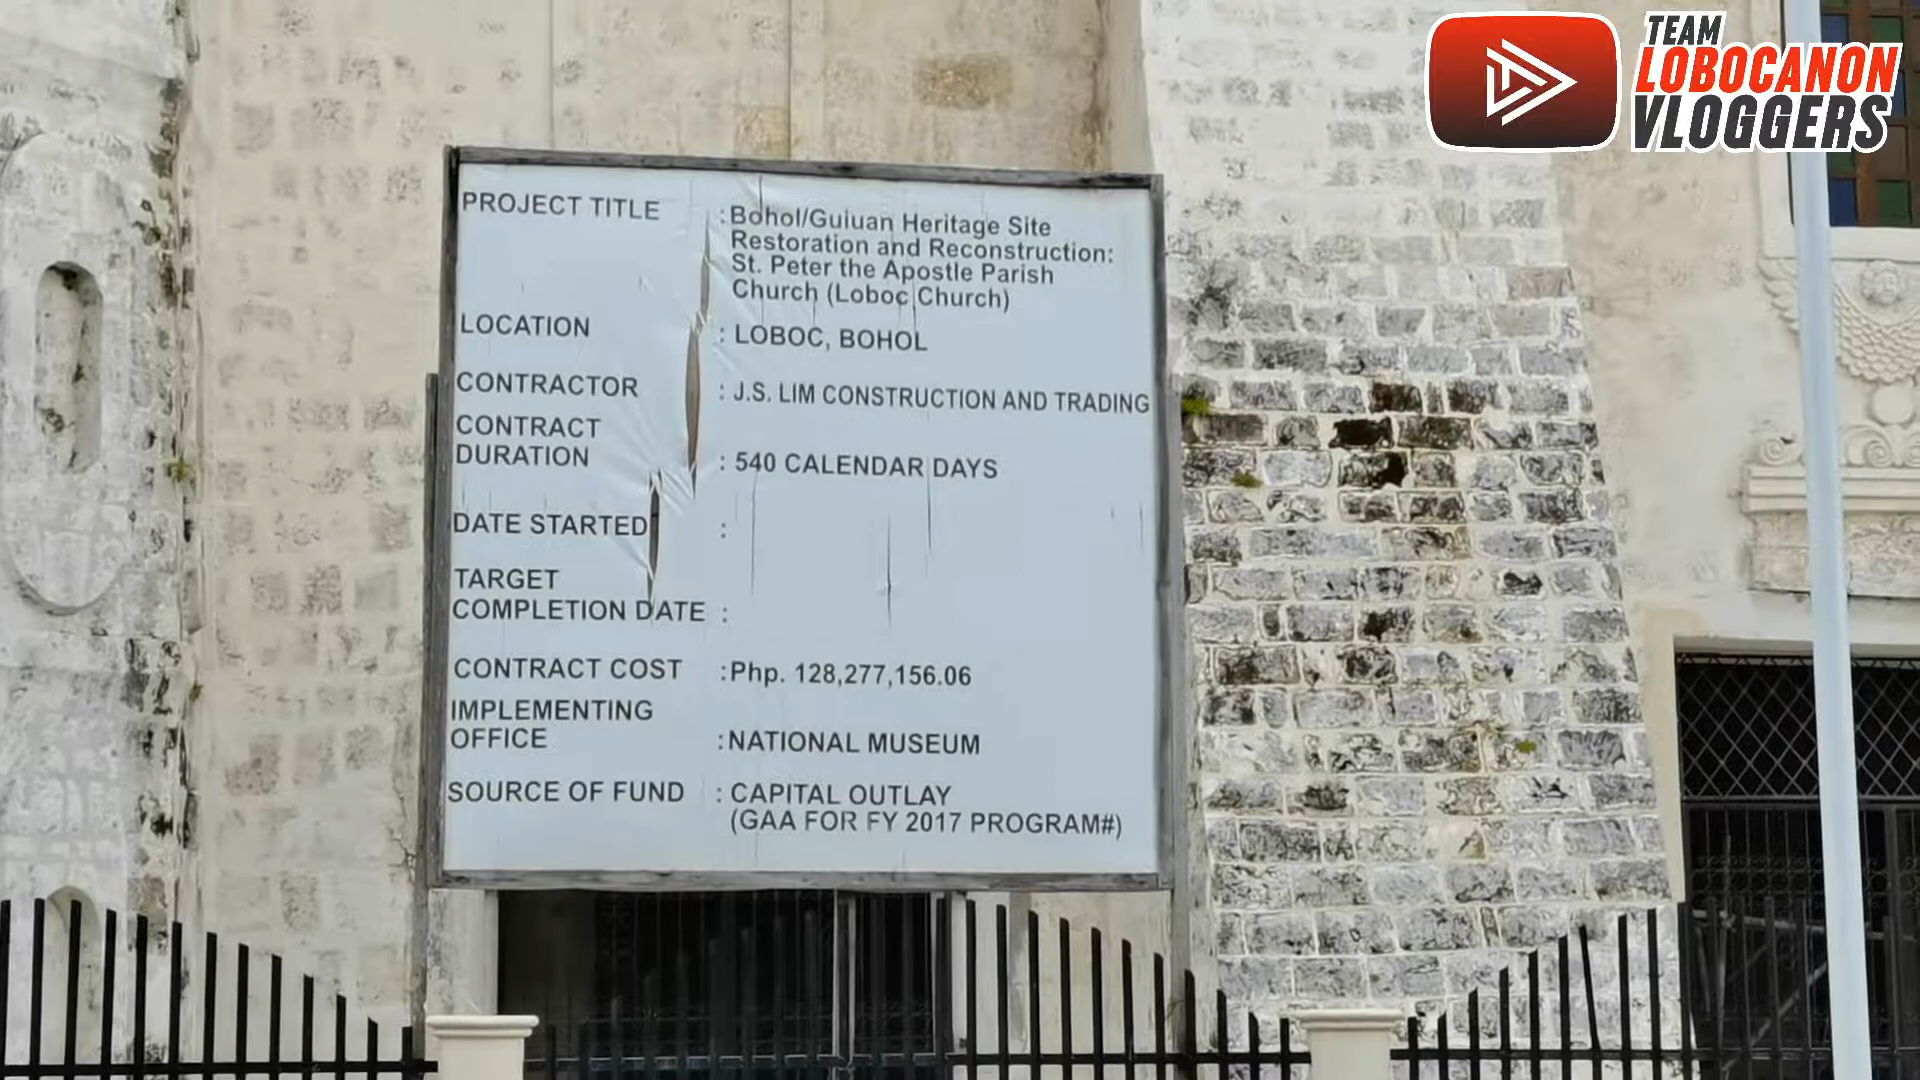 TEAM
LOBOCANON
VLOGGERS
PROJECT TITLE : Bohol/Guiuan Heritage Site
Restoration and Reconstruction:
St. Peter the Apostle Parish
Church (Loboc Church)
LOCATION : LOBOC, BOHOL
CONTRACTOR : J.S. LIM CONSTRUCTION AND TRADING
CONTRACT
DURATION : 540 CALENDAR DAYS
DATE STARTED :
TARGET
COMPLETION DATE :
CONTRACT COST : Php. 128,277,156.06
IMPLEMENTING
OFFICE : NATIONAL MUSEUM
SOURCE OF FUND : CAPITAL OUTLAY
(GAA FOR FY 2017 PROGRAM#)